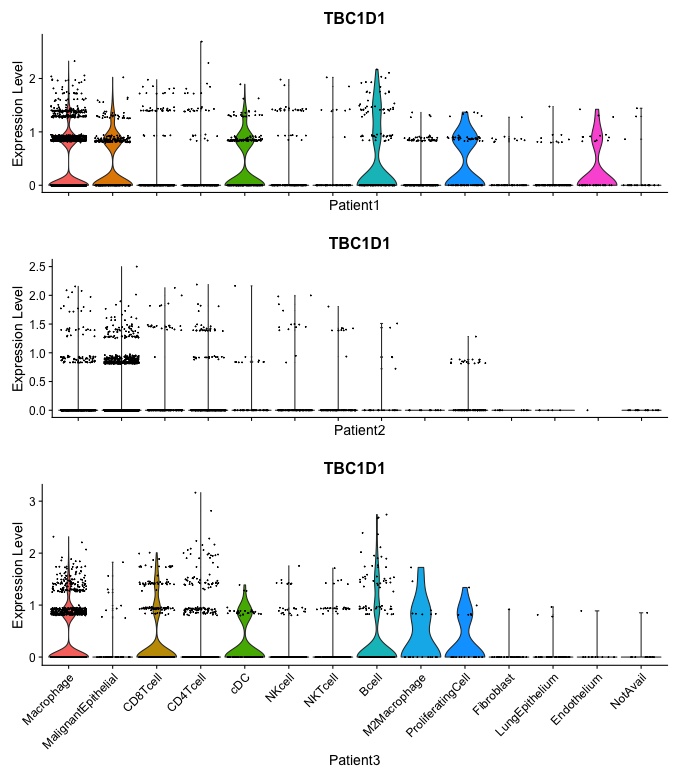 TBC1D1
Expression Level
2
1
0
Patient1
TBC1D1
Expression Level
2.5
2.0
1.5
1.0
0.5
0.0
Patient2
TBC1D1
Expression Level
3
2
1
0
Macrophage
MalignantEpithelial
CD8Tcell
CD4Tcell
cDC
NKcell
NKTcell
Bcell
M2Macrophage
ProliferatingCell
Fibroblast
LungEpithelium
Endothelium
NotAvail
Patient3